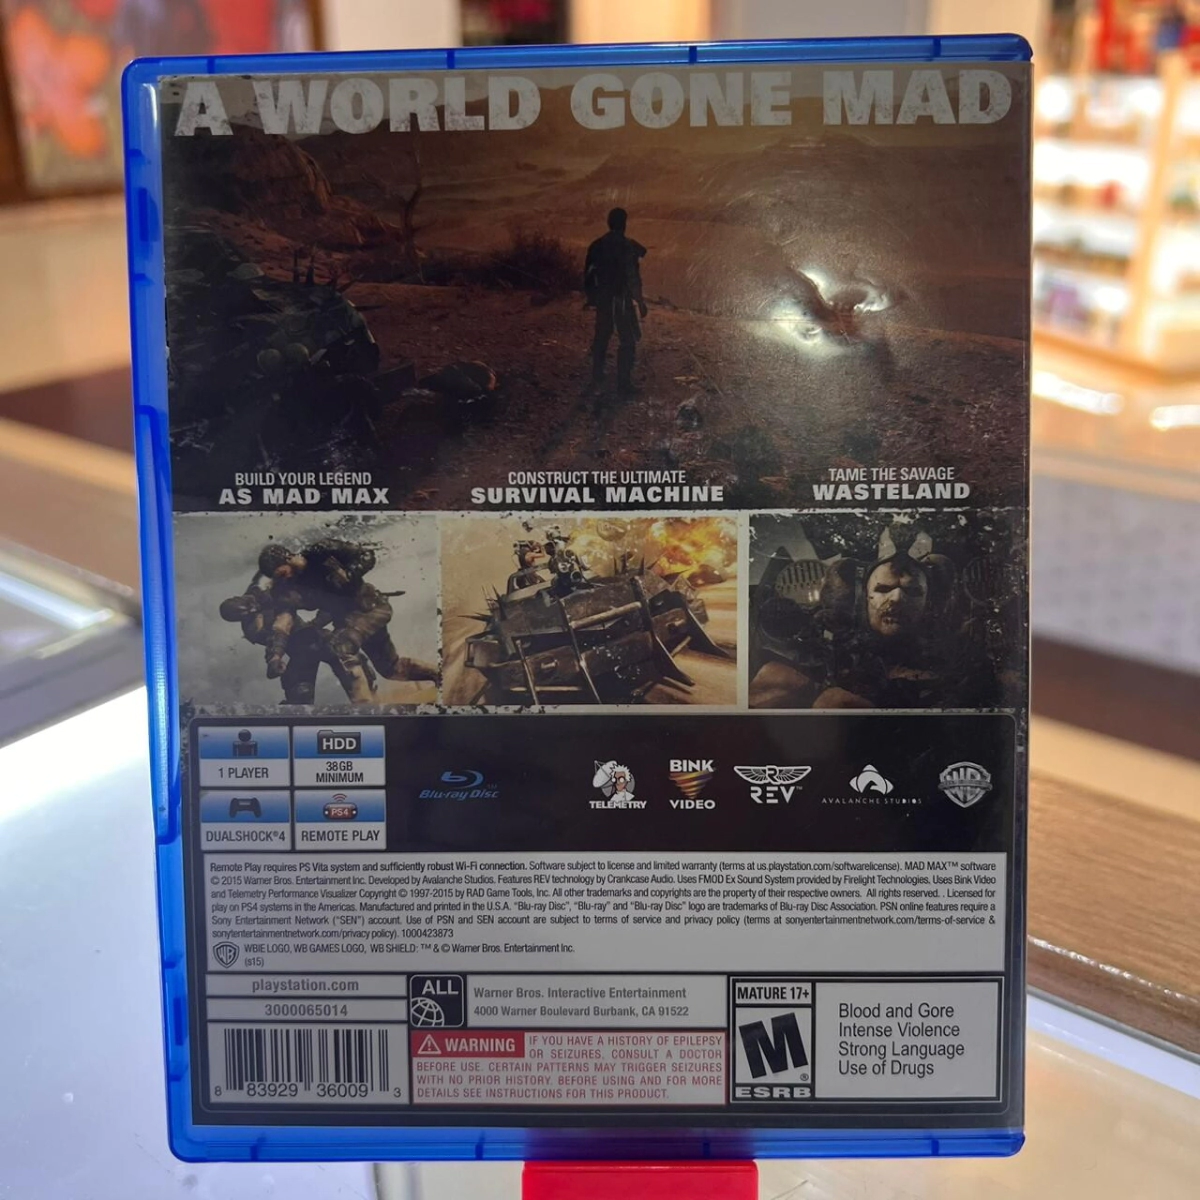 A WORLD GONE MAD
BUILD YOUR LEGEND
AS MAD MAX
CONSTRUCT THE ULTIMATE
SURVIVAL MACHINE
TAME THE SAVAGE
WASTELAND
1 PLAYER
HDD
38GB
MINIMUM
DUALSHOCK®4
PS4
REMOTE PLAY
Blu-ray Disc
TELEMETRY
BINK
VIDEO
REV™
AVALANCHE STUDIOS
WB
Remote Play requires PS Vita system and sufficiently robust Wi-Fi connection. Software subject to license and limited warranty (terms at us.playstation.com/softwarelicense). MAD MAX™ software
© 2015 Warner Bros. Entertainment Inc. Developed by Avalanche Studios. Features REV technology by Crankcase Audio. Uses FMOD Ex Sound System provided by Firelight Technologies. Uses Bink Video
and Telemetry Performance Visualizer Copyright © 1997-2015 by RAD Game Tools, Inc. All other trademarks and copyrights are the property of their respective owners. All rights reserved. . Licensed for
play on PS4 systems in the Americas. Manufactured and printed in the U.S.A. "Blu-ray Disc", "Blu-ray" and "Blu-ray Disc" logo are trademarks of Blu-ray Disc Association. PSN online features require a
Sony Entertainment Network ("SEN") account. Use of PSN and SEN account are subject to terms of service and privacy policy (terms at sonyentertainmentnetwork.com/terms-of-service &
sonytentertainmentnetwork.com/privacy policy). 1000423873
WB
WBIE LOGO, WB GAMES LOGO, WB SHIELD: ™ & © Warner Bros. Entertainment Inc.
(s15)
playstation.com
3000065014
8 83929 36009 3
ALL
Warner Bros. Interactive Entertainment
4000 Warner Boulevard Burbank, CA 91522
WARNING IF YOU HAVE A HISTORY OF EPILEPSY
OR SEIZURES, CONSULT A DOCTOR
BEFORE USE. CERTAIN PATTERNS MAY TRIGGER SEIZURES
WITH NO PRIOR HISTORY. BEFORE USING AND FOR MORE
DETAILS SEE INSTRUCTIONS FOR THIS PRODUCT.
MATURE 17+
M®
ESRB
Blood and Gore
Intense Violence
Strong Language
Use of Drugs